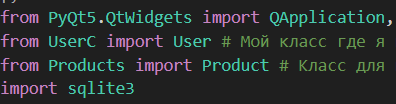 from PyQt5.QtWidgets import QApplication,
from UserC import User # Мой класс где я
from Products import Product # Класс для
import sqlite3